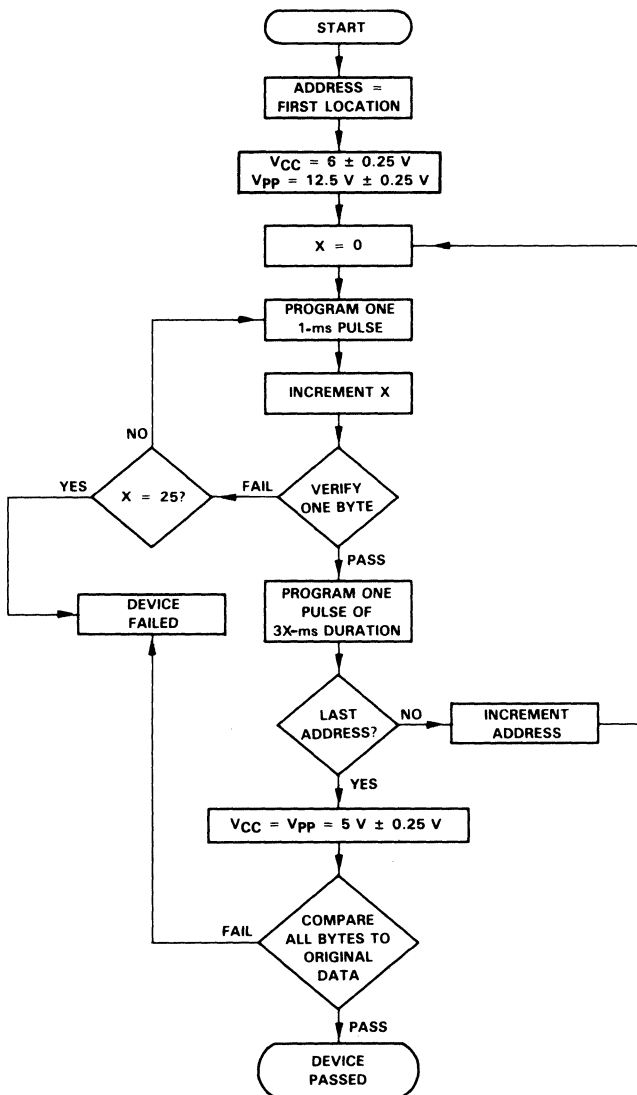 START
ADDRESS =
FIRST LOCATION
VCC = 6 ± 0.25 V
VPP = 12.5 V ± 0.25 V
X = 0
PROGRAM ONE
1-ms PULSE
INCREMENT X
NO
YES
X = 25?
FAIL
VERIFY
ONE BYTE
PASS
DEVICE
FAILED
PROGRAM ONE
PULSE OF
3X-ms DURATION
LAST
ADDRESS?
NO
INCREMENT
ADDRESS
YES
VCC = VPP = 5 V ± 0.25 V
FAIL
COMPARE
ALL BYTES TO
ORIGINAL
DATA
PASS
DEVICE
PASSED